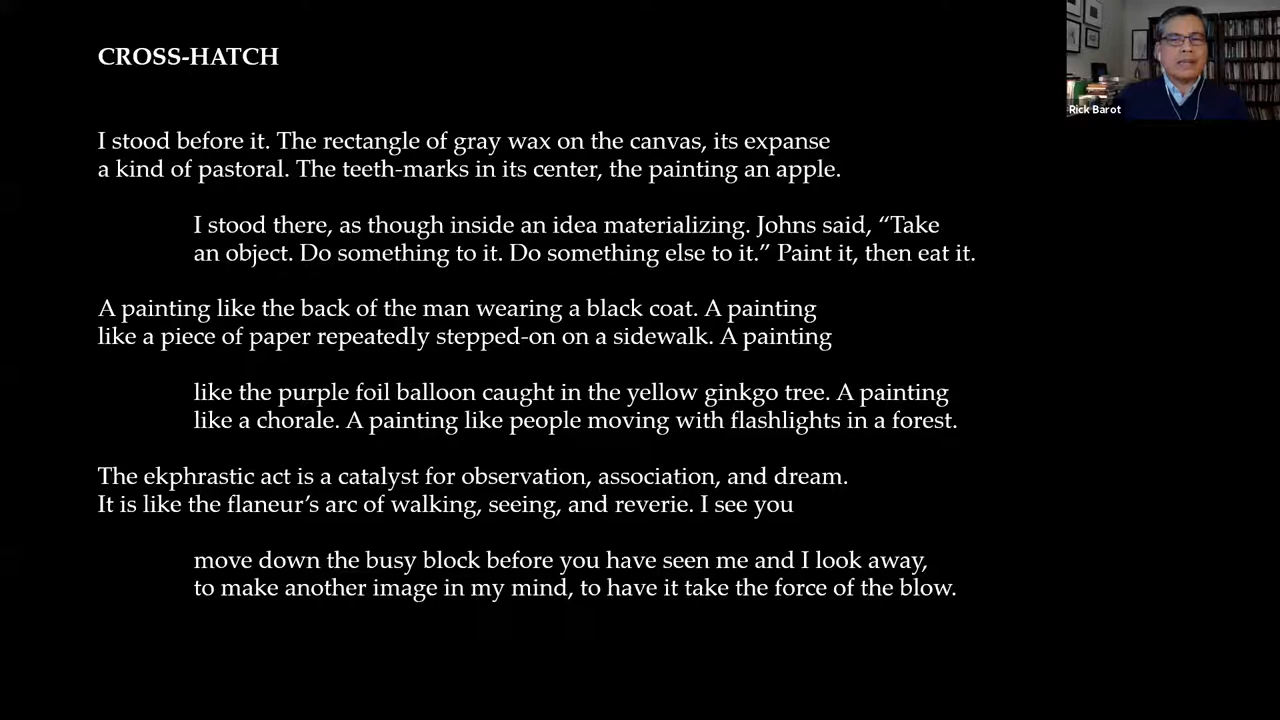 CROSS-HATCH
Rick Barot
I stood before it. The rectangle of gray wax on the canvas, its expanse
a kind of pastoral. The teeth-marks in its center, the painting an apple.
I stood there, as though inside an idea materializing. Johns said, “Take
an object. Do something to it. Do something else to it.” Paint it, then eat it.
A painting like the back of the man wearing a black coat. A painting
like a piece of paper repeatedly stepped-on on a sidewalk. A painting
like the purple foil balloon caught in the yellow ginkgo tree. A painting
like a chorale. A painting like people moving with flashlights in a forest.
The ekphrastic act is a catalyst for observation, association, and dream.
It is like the flaneur’s arc of walking, seeing, and reverie. I see you
move down the busy block before you have seen me and I look away,
to make another image in my mind, to have it take the force of the blow.